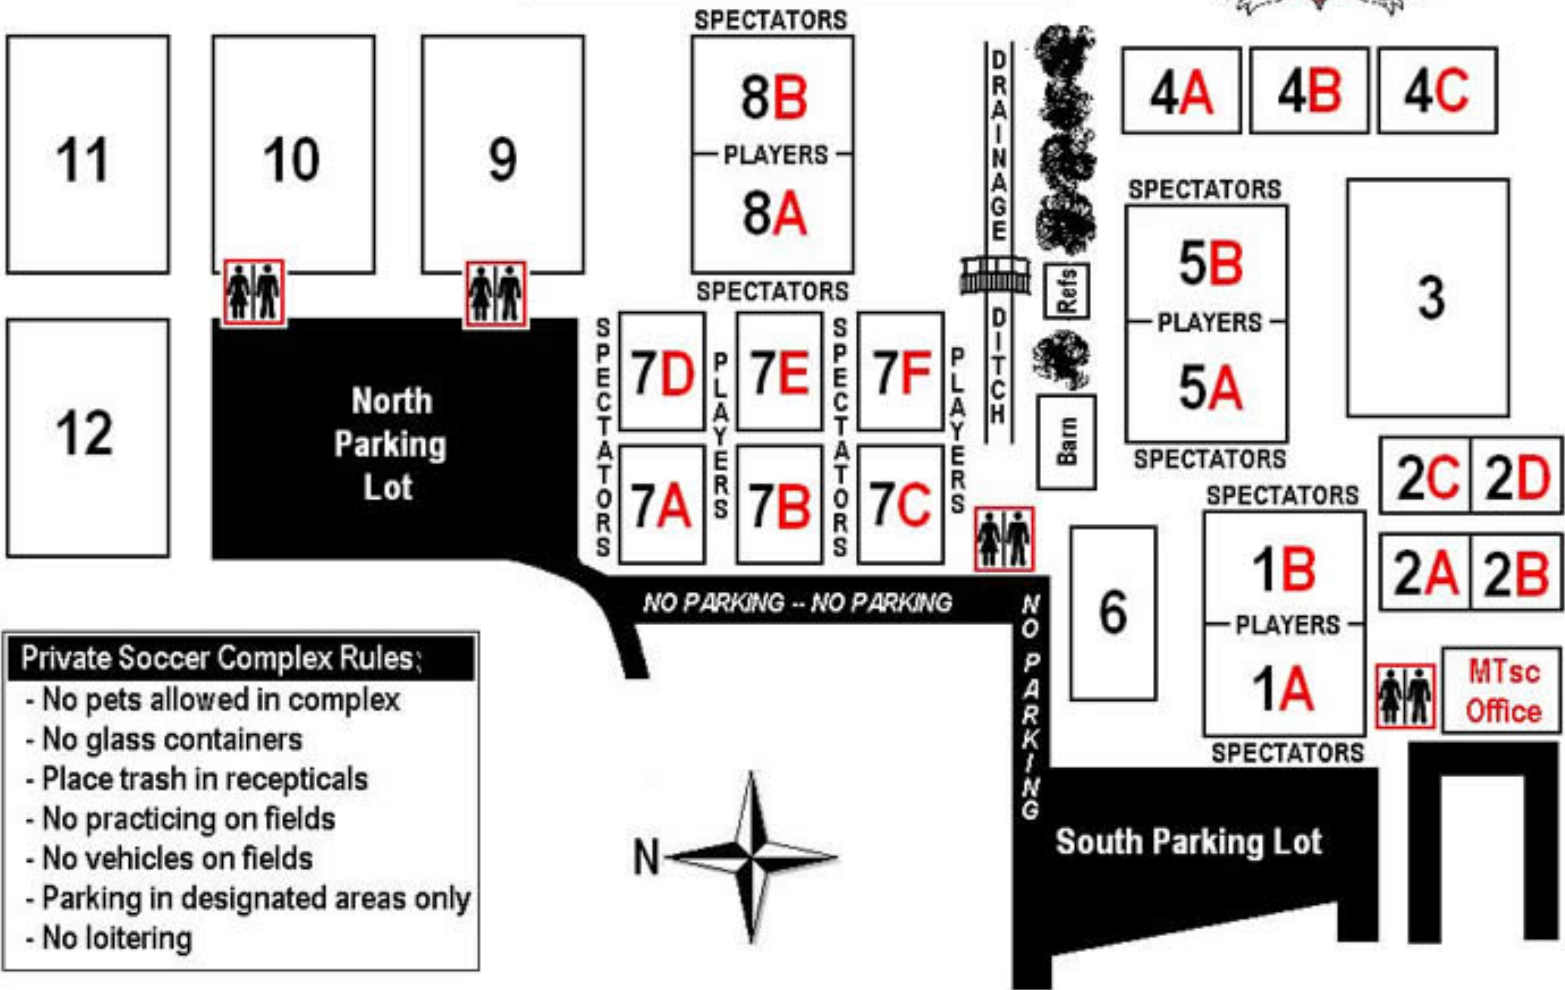 SPECTATORS
11
10
9
8B
PLAYERS
8A
SPECTATORS
DRAINAGE
DITCH
4A
4B
4C
SPECTATORS
5B
PLAYERS
5A
SPECTATORS
3
Refs
Barn
12
North
Parking
Lot
SPECTATORS
7D
PLAYERS
7E
SPECTATORS
7F
PLAYERS
7A
7B
7C
2C
2D
2A
2B
SPECTATORS
1B
PLAYERS
1A
SPECTATORS
6
NO PARKING -- NO PARKING
NO PARKING
MTsc
Office
South Parking Lot
Private Soccer Complex Rules:
- No pets allowed in complex
- No glass containers
- Place trash in recepticals
- No practicing on fields
- No vehicles on fields
- Parking in designated areas only
- No loitering
N